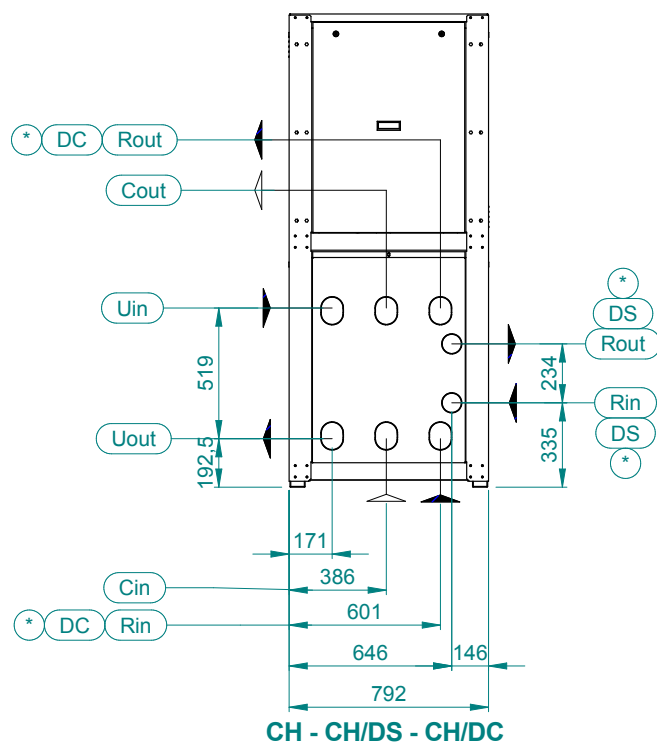 * DC Rout
Cout
Uin
Uout
519
192,5
*
DS
Rout
234
Rin
DS
*
335
171
Cin
386
* DC Rin
601
646 146
792
CH - CH/DS - CH/DC